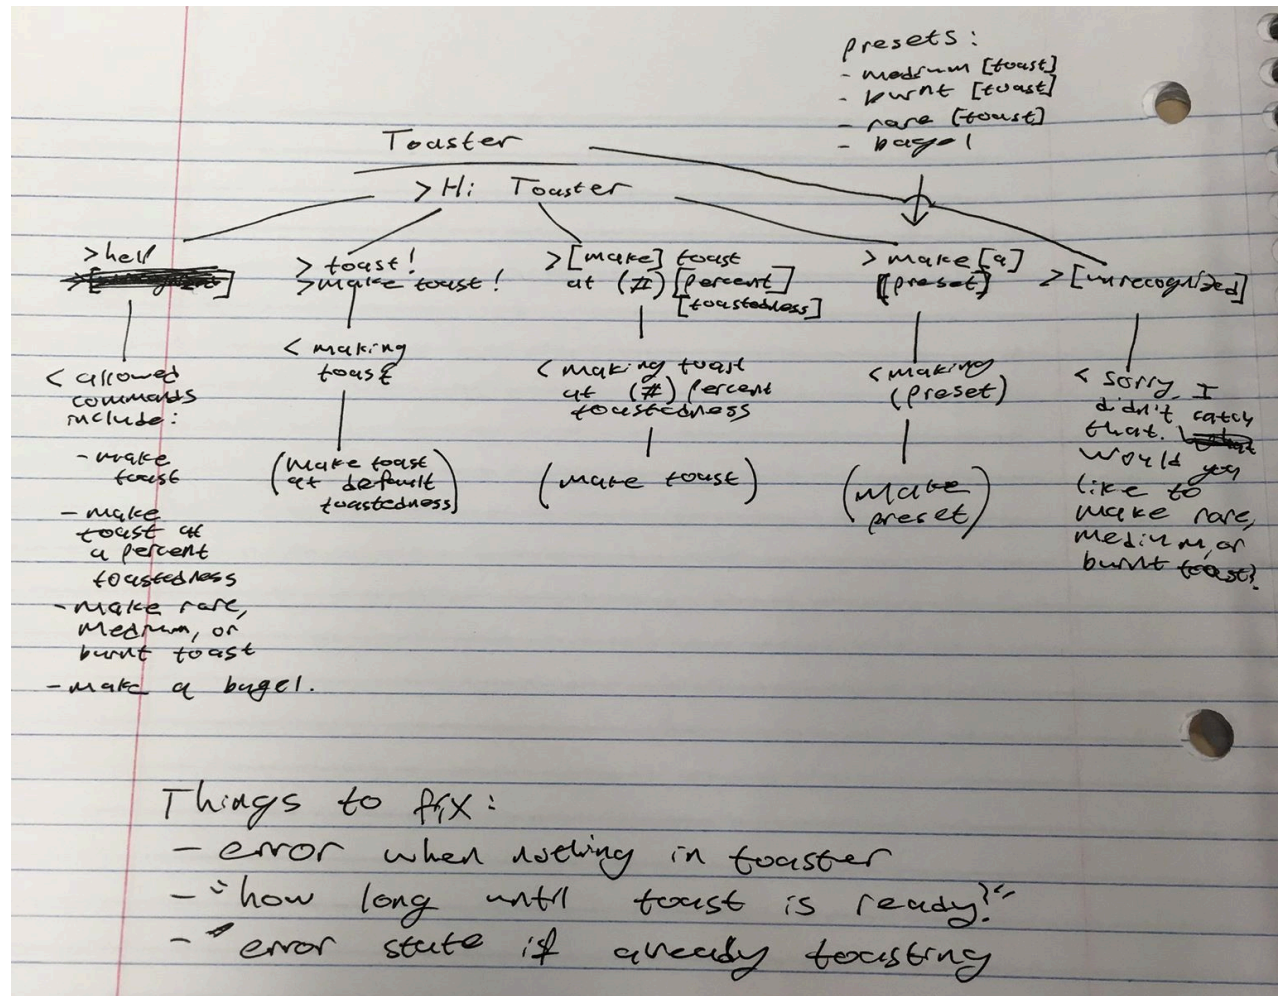 presets:
- medium [toast]
- burnt [toast]
- rare [toast]
- bagel
Toaster
>Hi Toaster
>help
> toast!
>make toast!
>[make] toast
at (#) [percent]
[toastedness]
>make [a]
[preset]
> [unrecognized]
< allowed
commands
include:
- make
toast
- make
toast at
a percent
toastedness
- make rare,
medium, or
burnt toast
- make a bagel.
< making
toast
(make toast
at default
toastedness)
< making toast
at (#) percent
toastedness
(make toast)
< making
(preset)
(make
preset)
< sorry, I
didn't catch
that.
Would you
like to
make rare,
medium, or
burnt toast?
Things to fix:
- error when nothing in toaster
- "how long until toast is ready?"
- error state if already toasting